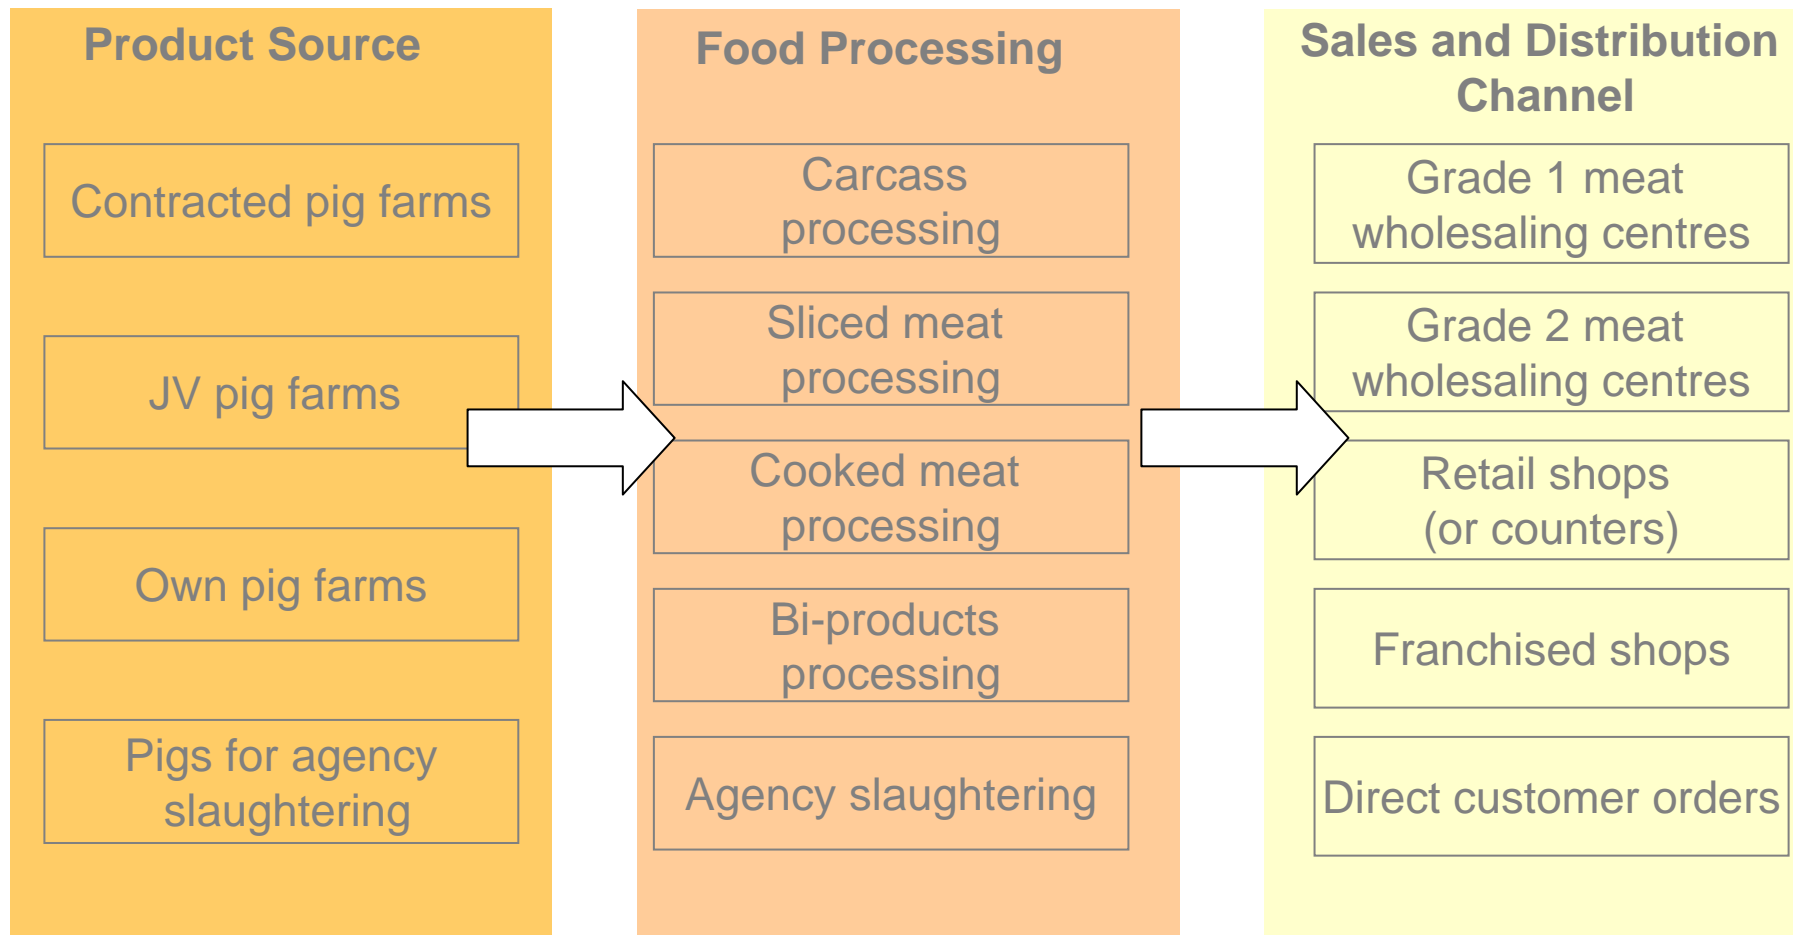 Product Source
Contracted pig farms
JV pig farms
Own pig farms
Pigs for agency
slaughtering
Food Processing
Carcass
processing
Sliced meat
processing
Cooked meat
processing
Bi-products
processing
Agency slaughtering
Sales and Distribution
Channel
Grade 1 meat
wholesaling centres
Grade 2 meat
wholesaling centres
Retail shops
(or counters)
Franchised shops
Direct customer orders